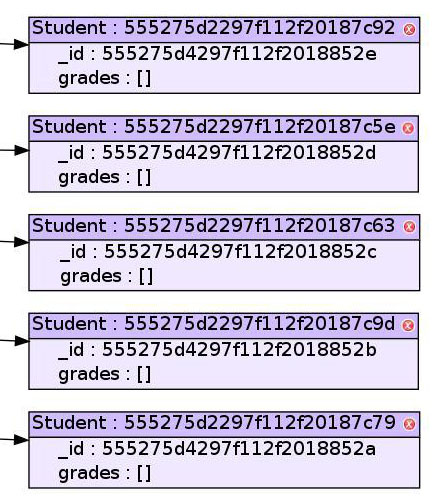 Student : 555275d2297f112f20187c92
_id : 555275d4297f112f2018852e
grades : []
Student : 555275d2297f112f20187c5e
_id : 555275d4297f112f2018852d
grades : []
Student : 555275d2297f112f20187c63
_id : 555275d4297f112f2018852c
grades : []
Student : 555275d2297f112f20187c9d
_id : 555275d4297f112f2018852b
grades : []
Student : 555275d2297f112f20187c79
_id : 555275d4297f112f2018852a
grades : []